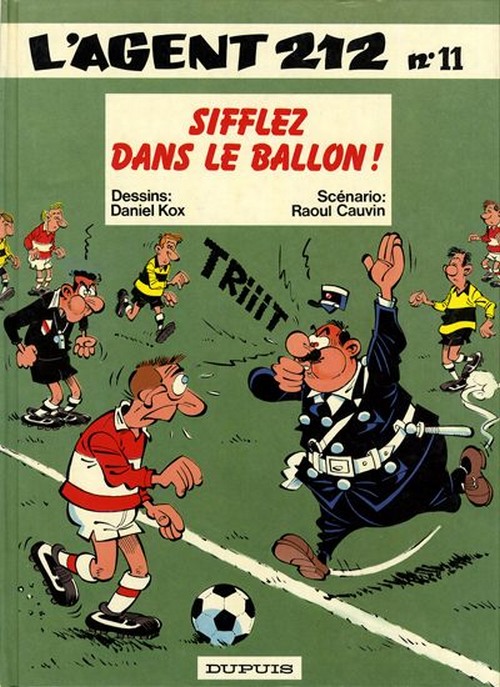 L'AGENT 212 n°11
SIFFLEZ
DANS LE BALLON !
Dessins:
Daniel Kox
Scénario:
Raoul Cauvin
TRiiiT
DUPUIS